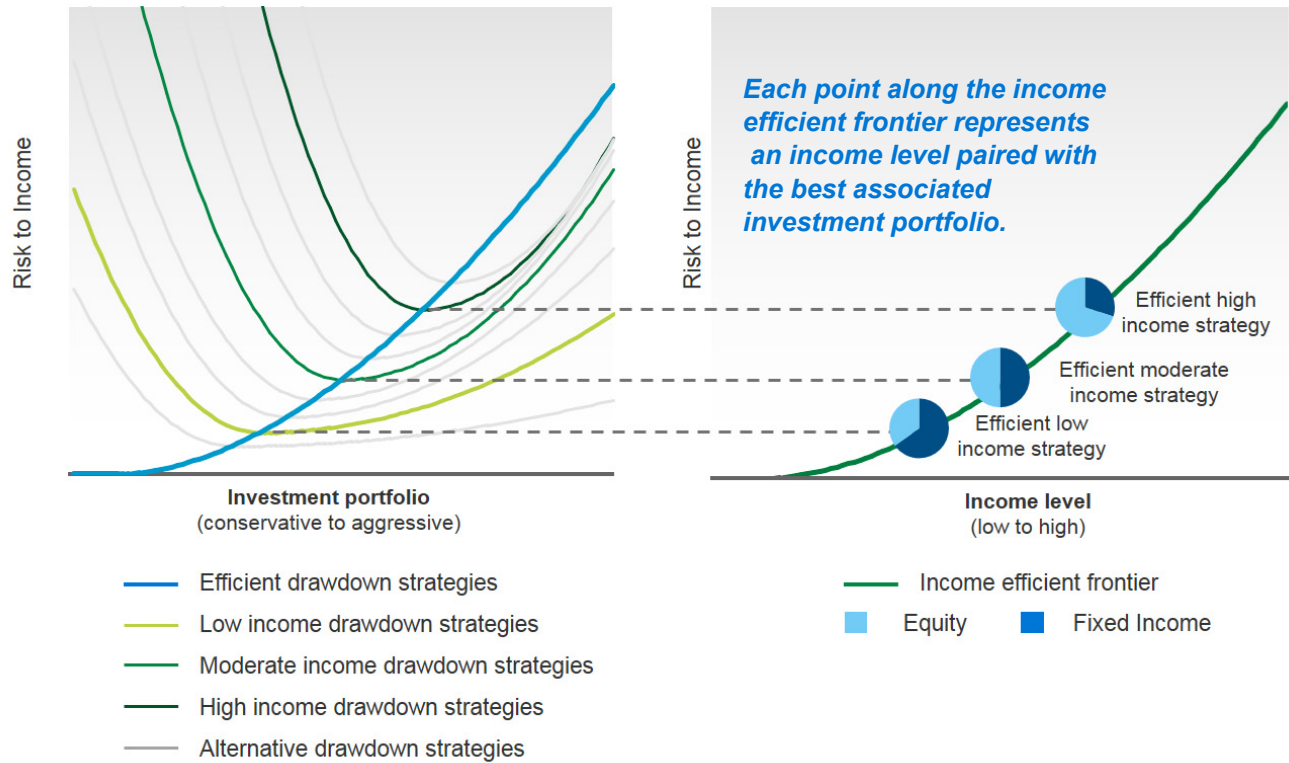 Risk to Income
Investment portfolio
(conservative to aggressive)
Efficient drawdown strategies
Low income drawdown strategies
Moderate income drawdown strategies
High income drawdown strategies
Alternative drawdown strategies
Risk to Income
Each point along the income
efficient frontier represents
an income level paired with
the best associated
investment portfolio.
Efficient high
income strategy
Efficient moderate
income strategy
Efficient low
income strategy
Income level
(low to high)
Income efficient frontier
Equity
Fixed Income